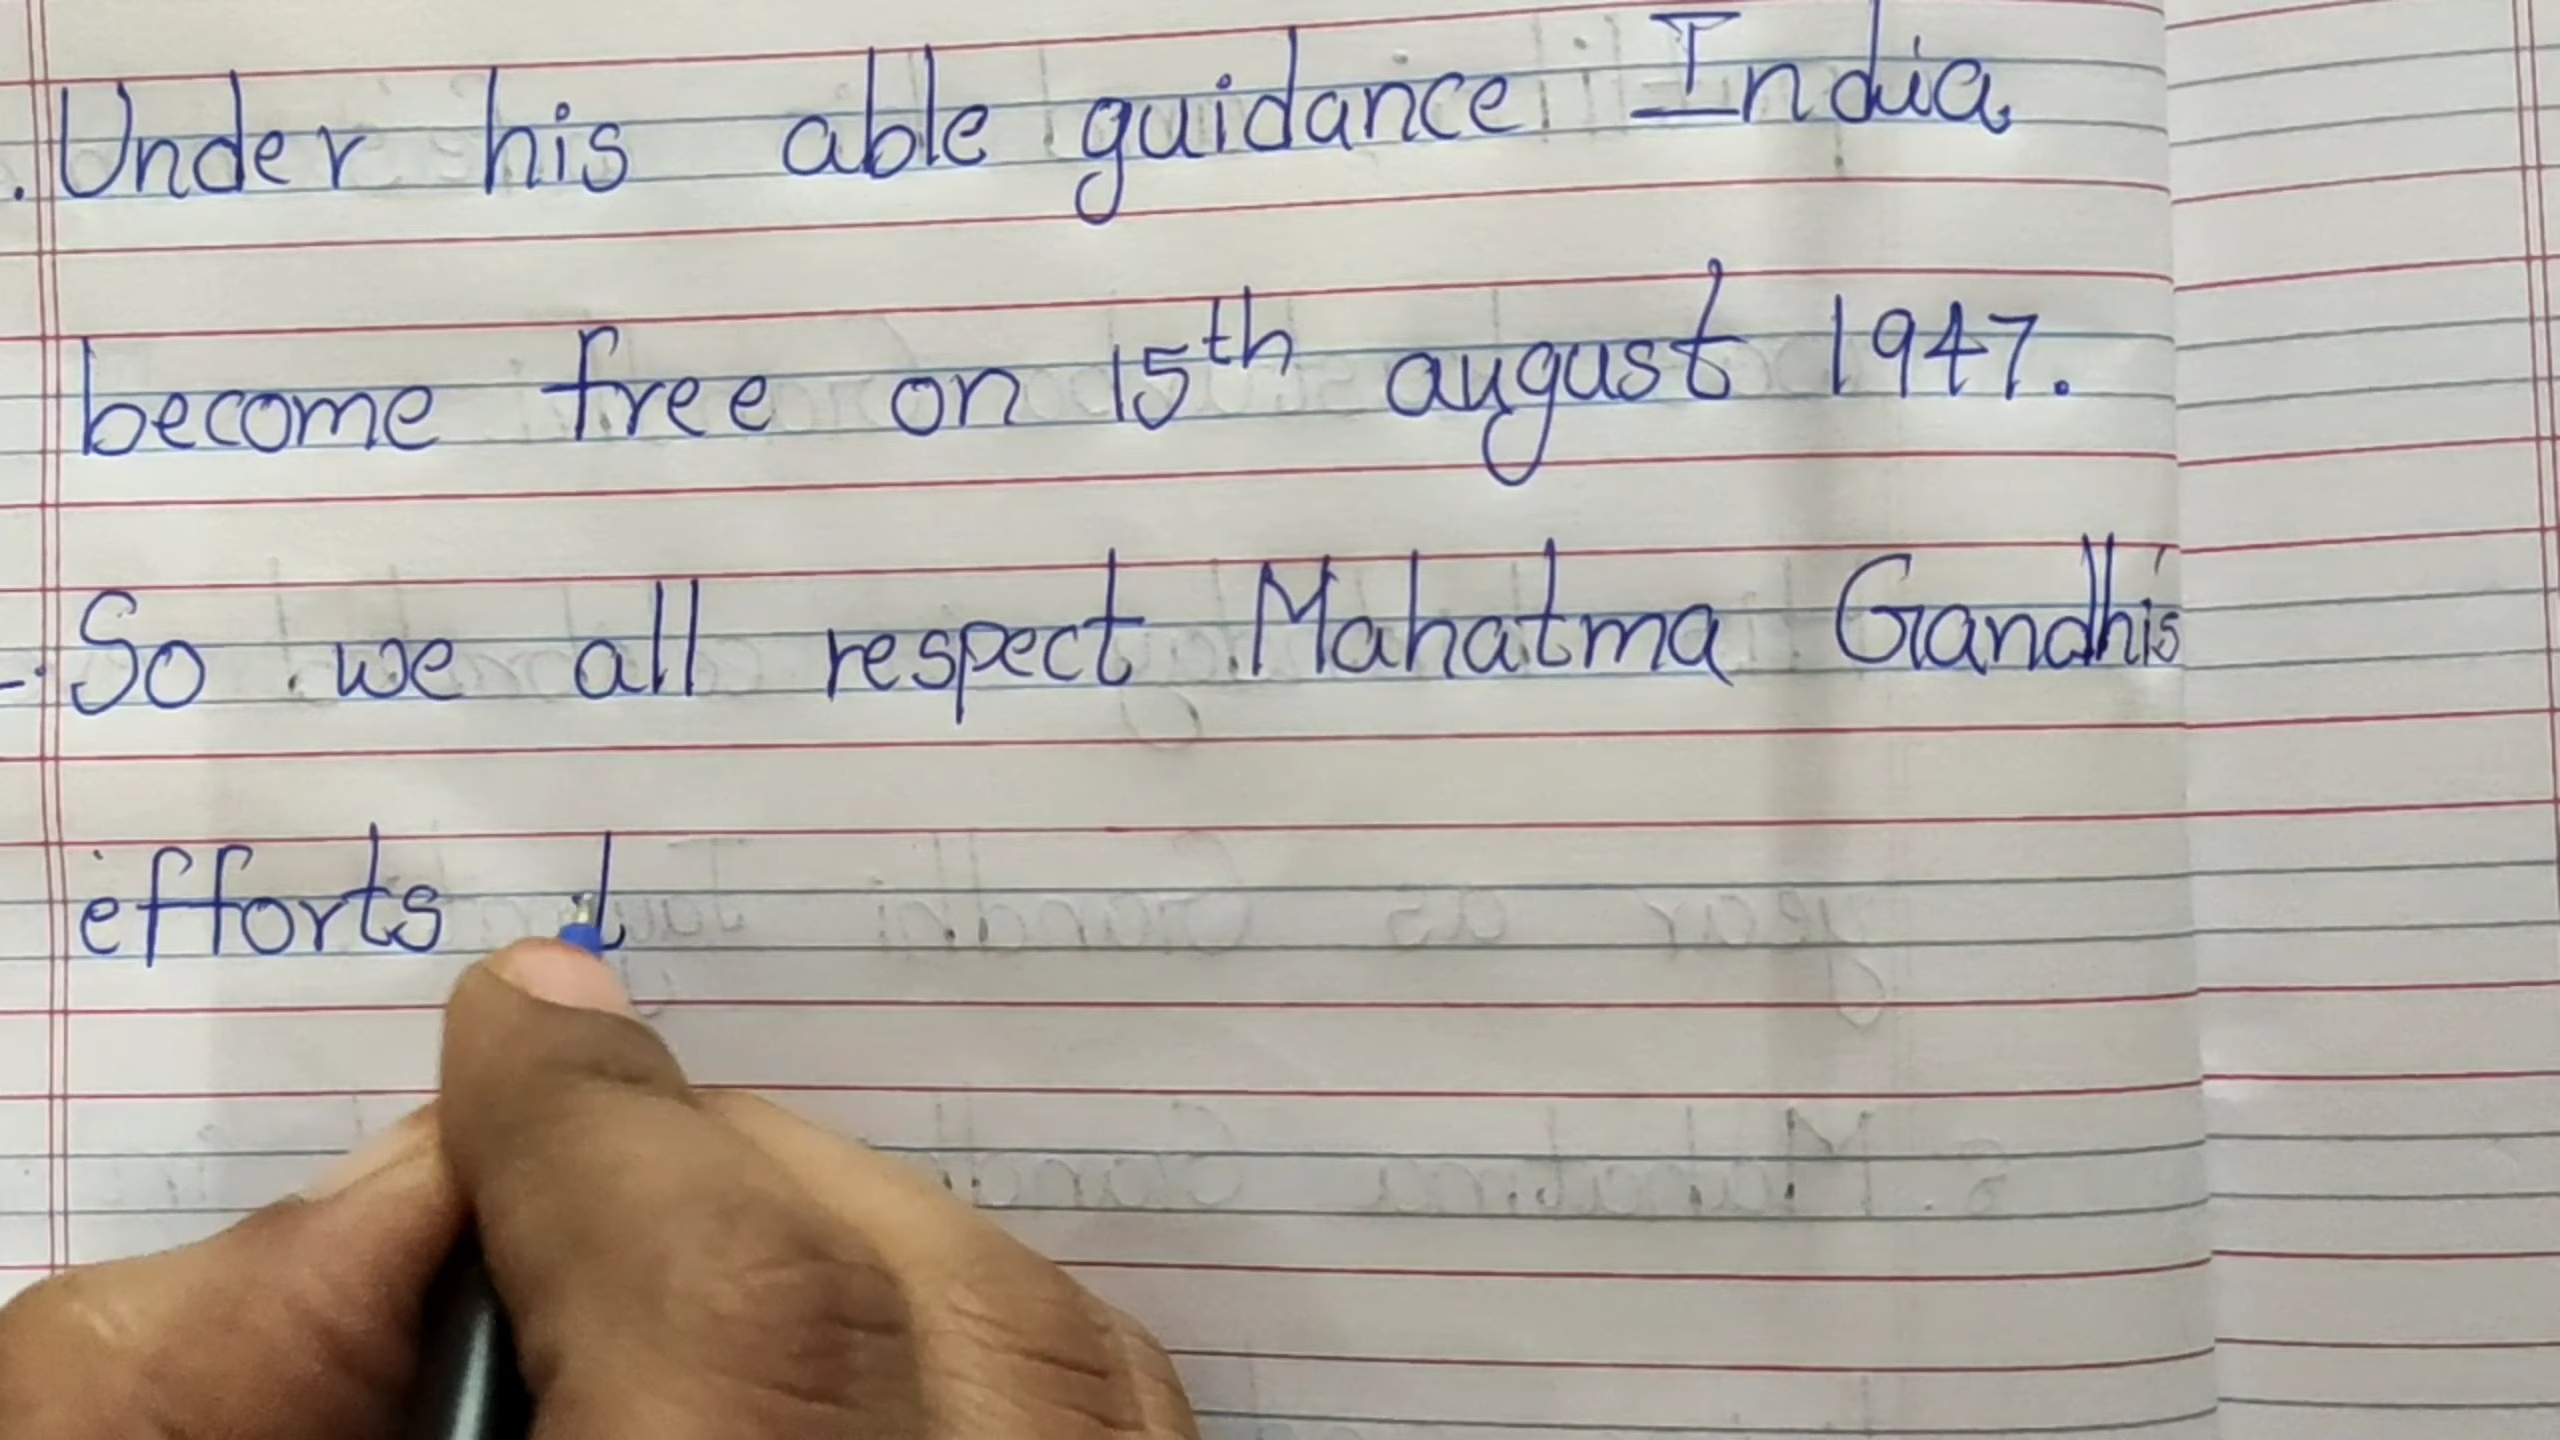 . Under his able guidance India
become free on 15th august 1947.
So we all respect Mahatma Gandhi's
efforts